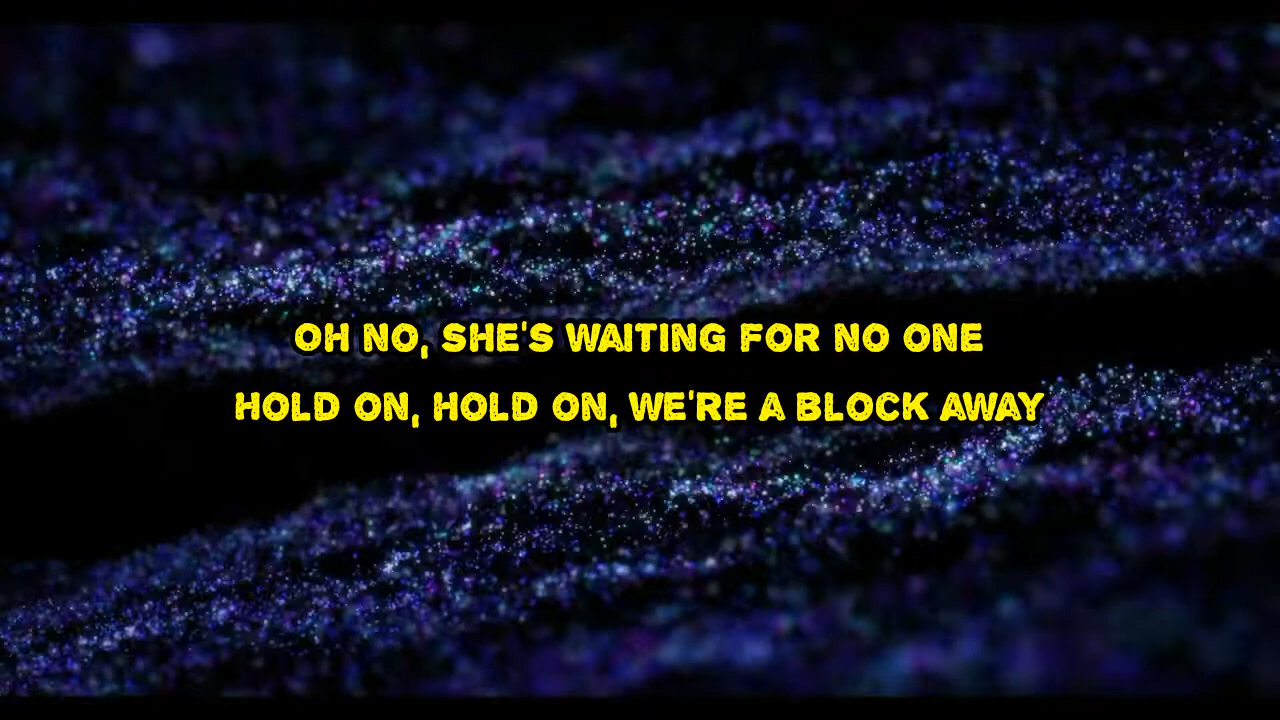 OH NO, SHE'S WAITING FOR NO ONE
HOLD ON, HOLD ON, WE'RE A BLOCK AWAY